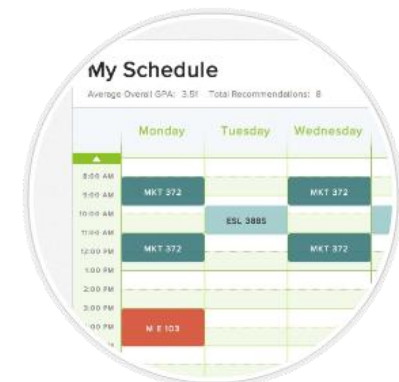 My Schedule
Average Overall GPA: 3.51 Total Recommendations: 8
Monday Tuesday Wednesday
8:00 AM
9:00 AM MKT 372 MKT 372
10:00 AM ESL 3885
11:00 AM
12:00 PM MKT 372 MKT 372
1:00 PM
2:00 PM
3:00 PM
:00 PM M E 103